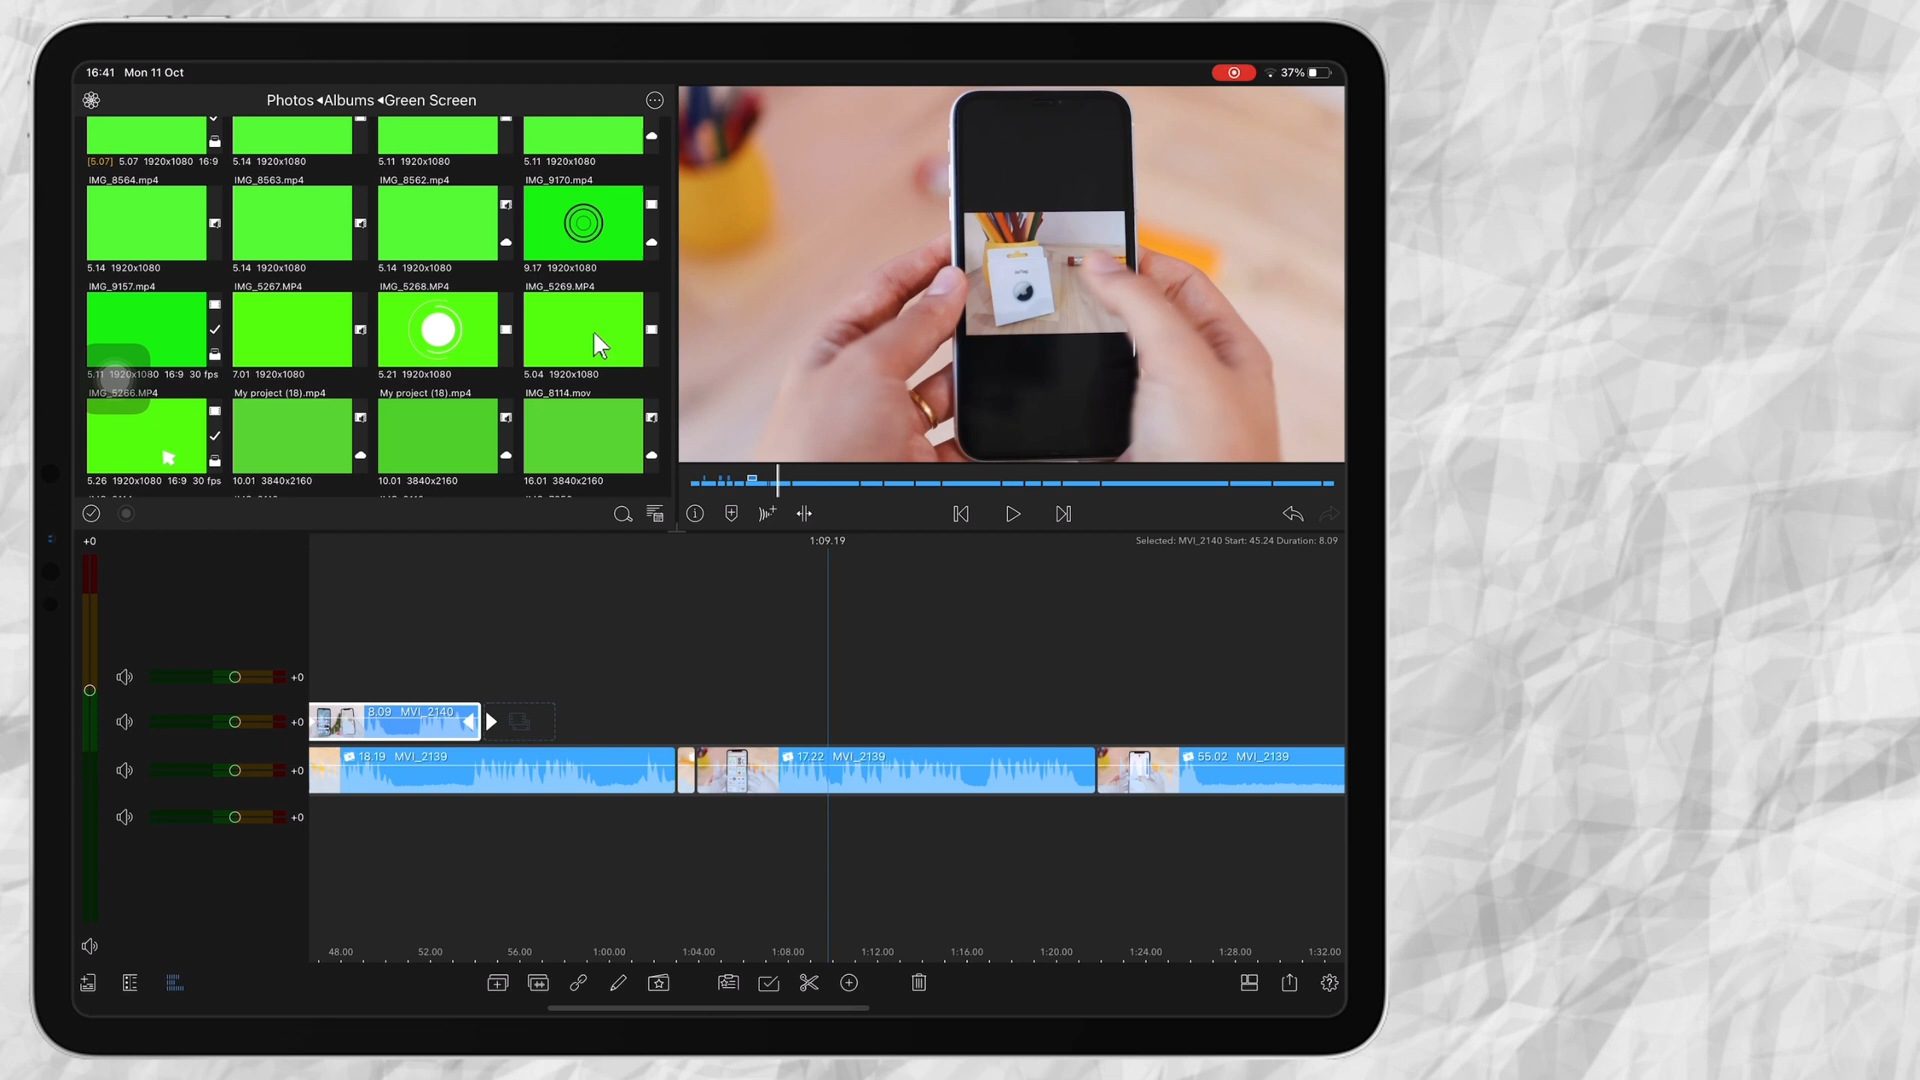 16:41 Mon 11 Oct
37%
Photos ◂Albums ◂Green Screen
[5.07] 5.07 1920x1080 16:9
5.14 1920x1080
5.11 1920x1080
5.11 1920x1080
IMG_8564.mp4
IMG_8563.mp4
IMG_8562.mp4
IMG_9170.mp4
5.14 1920x1080
5.14 1920x1080
5.14 1920x1080
9.17 1920x1080
IMG_9157.mp4
IMG_5267.MP4
IMG_5268.MP4
IMG_5269.MP4
5.11 1920x1080 16:9 30 fps
7.01 1920x1080
5.21 1920x1080
5.04 1920x1080
IMG_5266.MP4
My project (18).mp4
My project (18).mp4
IMG_8114.mov
5.26 1920x1080 16:9 30 fps
10.01 3840x2160
10.01 3840x2160
16.01 3840x2160
AirTag
+0
1:09.19
Selected: MVI_2140 Start: 45.24 Duration: 8.09
+0
+0
8.09 MVI_2140
+0
18.19 MVI_2139
17.22 MVI_2139
55.02 MVI_2139
+0
48.00 52.00 56.00 1:00.00 1:04.00 1:08.00 1:12.00 1:16.00 1:20.00 1:24.00 1:28.00 1:32.00